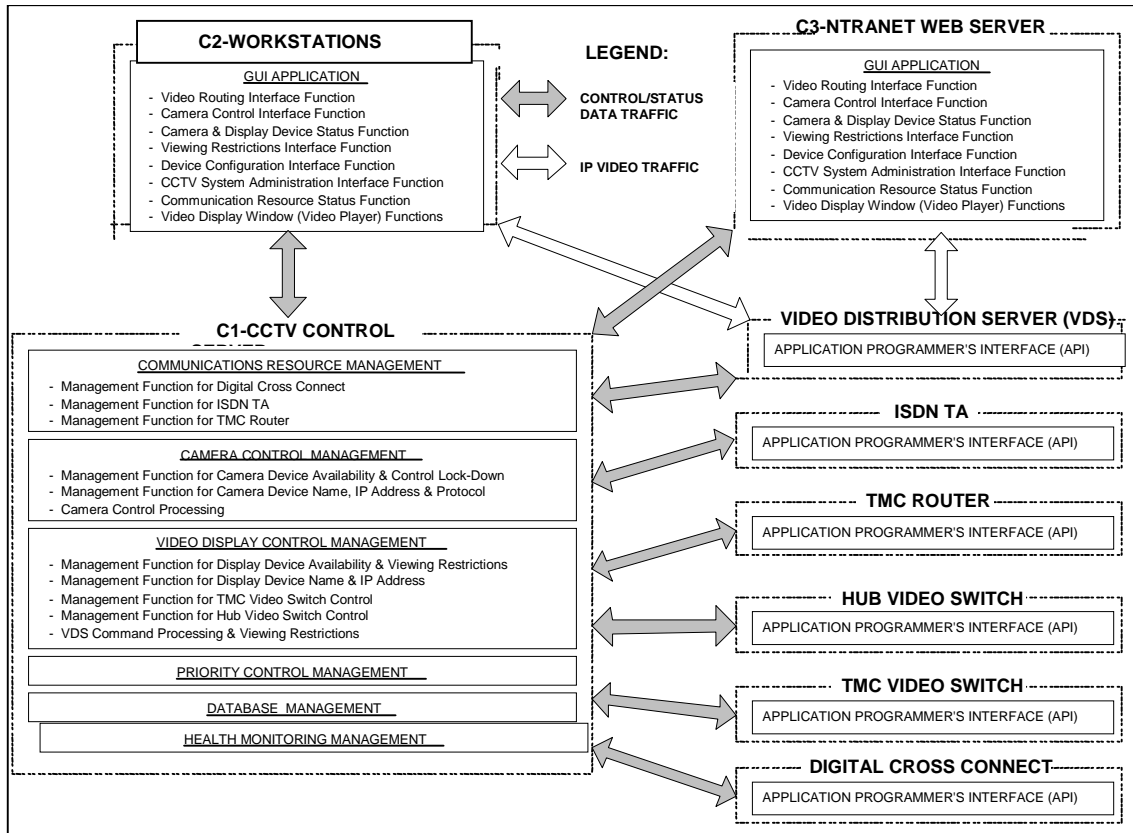 C2-WORKSTATIONS
GUI APPLICATION
- Video Routing Interface Function
- Camera Control Interface Function
- Camera & Display Device Status Function
- Viewing Restrictions Interface Function
- Device Configuration Interface Function
- CCTV System Administration Interface Function
- Communication Resource Status Function
- Video Display Window (Video Player) Functions
LEGEND:
CONTROL/STATUS
DATA TRAFFIC
IP VIDEO TRAFFIC
C3-NTRANET WEB SERVER
GUI APPLICATION
- Video Routing Interface Function
- Camera Control Interface Function
- Camera & Display Device Status Function
- Viewing Restrictions Interface Function
- Device Configuration Interface Function
- CCTV System Administration Interface Function
- Communication Resource Status Function
- Video Display Window (Video Player) Functions
C1-CCTV CONTROL
SERVER
COMMUNICATIONS RESOURCE MANAGEMENT
- Management Function for Digital Cross Connect
- Management Function for ISDN TA
- Management Function for TMC Router
CAMERA CONTROL MANAGEMENT
- Management Function for Camera Device Availability & Control Lock-Down
- Management Function for Camera Device Name, IP Address & Protocol
- Camera Control Processing
VIDEO DISPLAY CONTROL MANAGEMENT
- Management Function for Display Device Availability & Viewing Restrictions
- Management Function for Display Device Name & IP Address
- Management Function for TMC Video Switch Control
- Management Function for Hub Video Switch Control
- VDS Command Processing & Viewing Restrictions
PRIORITY CONTROL MANAGEMENT
DATABASE MANAGEMENT
HEALTH MONITORING MANAGEMENT
VIDEO DISTRIBUTION SERVER (VDS)
APPLICATION PROGRAMMER'S INTERFACE (API)
ISDN TA
APPLICATION PROGRAMMER'S INTERFACE (API)
TMC ROUTER
APPLICATION PROGRAMMER'S INTERFACE (API)
HUB VIDEO SWITCH
APPLICATION PROGRAMMER'S INTERFACE (API)
TMC VIDEO SWITCH
APPLICATION PROGRAMMER'S INTERFACE (API)
DIGITAL CROSS CONNECT
APPLICATION PROGRAMMER'S INTERFACE (API)